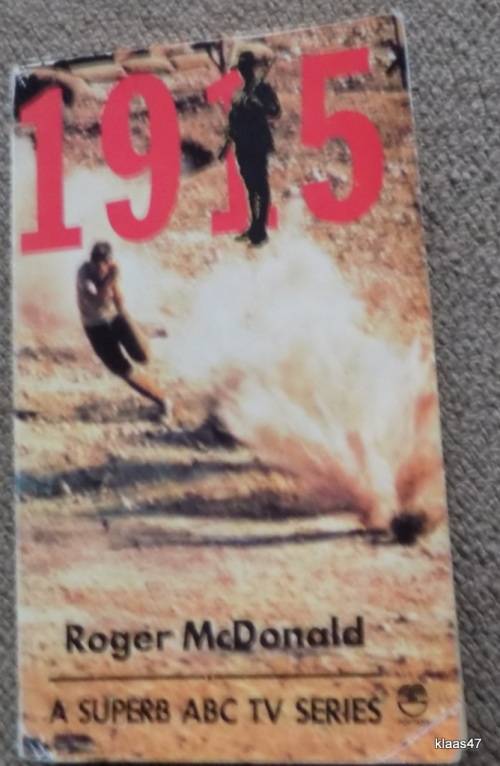 1915
Roger McDonald
A SUPERB ABC TV SERIES
klaas47